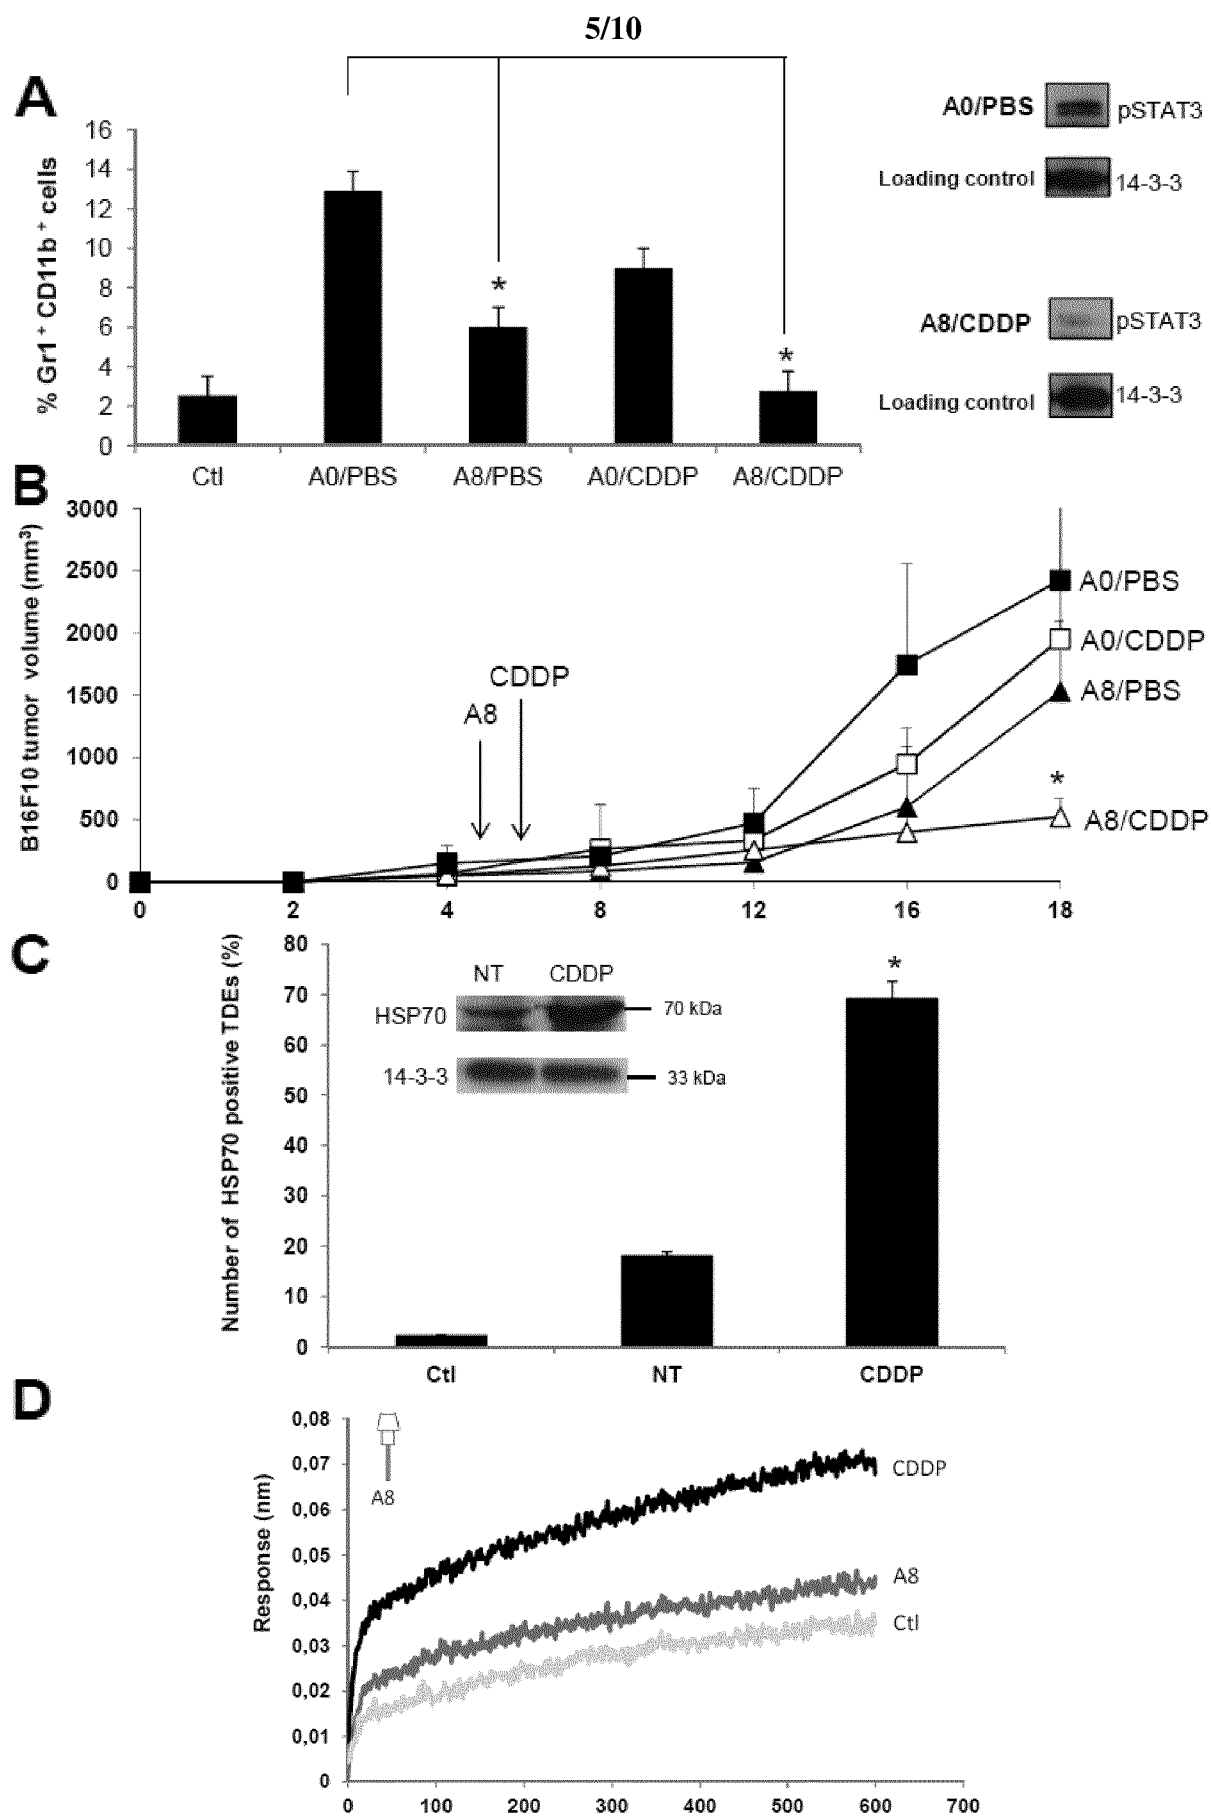 5/10
A
% Gr1 + CD11b + cells
16
14
12
10
8
6
4
2
0
*
*
Ctl
A0/PBS
A8/PBS
A0/CDDP
A8/CDDP
A0/PBS
pSTAT3
Loading control
14-3-3
A8/CDDP
pSTAT3
Loading control
14-3-3
B
B16F10 tumor volume (mm3)
3000
2500
2000
1500
1000
500
0
A8
CDDP
A0/PBS
A0/CDDP
A8/PBS
*
A8/CDDP
0
2
4
8
12
16
18
C
Number of HSP70 positive TDEs (%)
80
70
60
50
40
30
20
10
0
NT
CDDP
HSP70
70 kDa
14-3-3
33 kDa
*
Ctl
NT
CDDP
D
Response (nm)
0,08
0,07
0,06
0,05
0,04
0,03
0,02
0,01
0
A8
CDDP
A8
Ctl
0
100
200
300
400
500
600
700